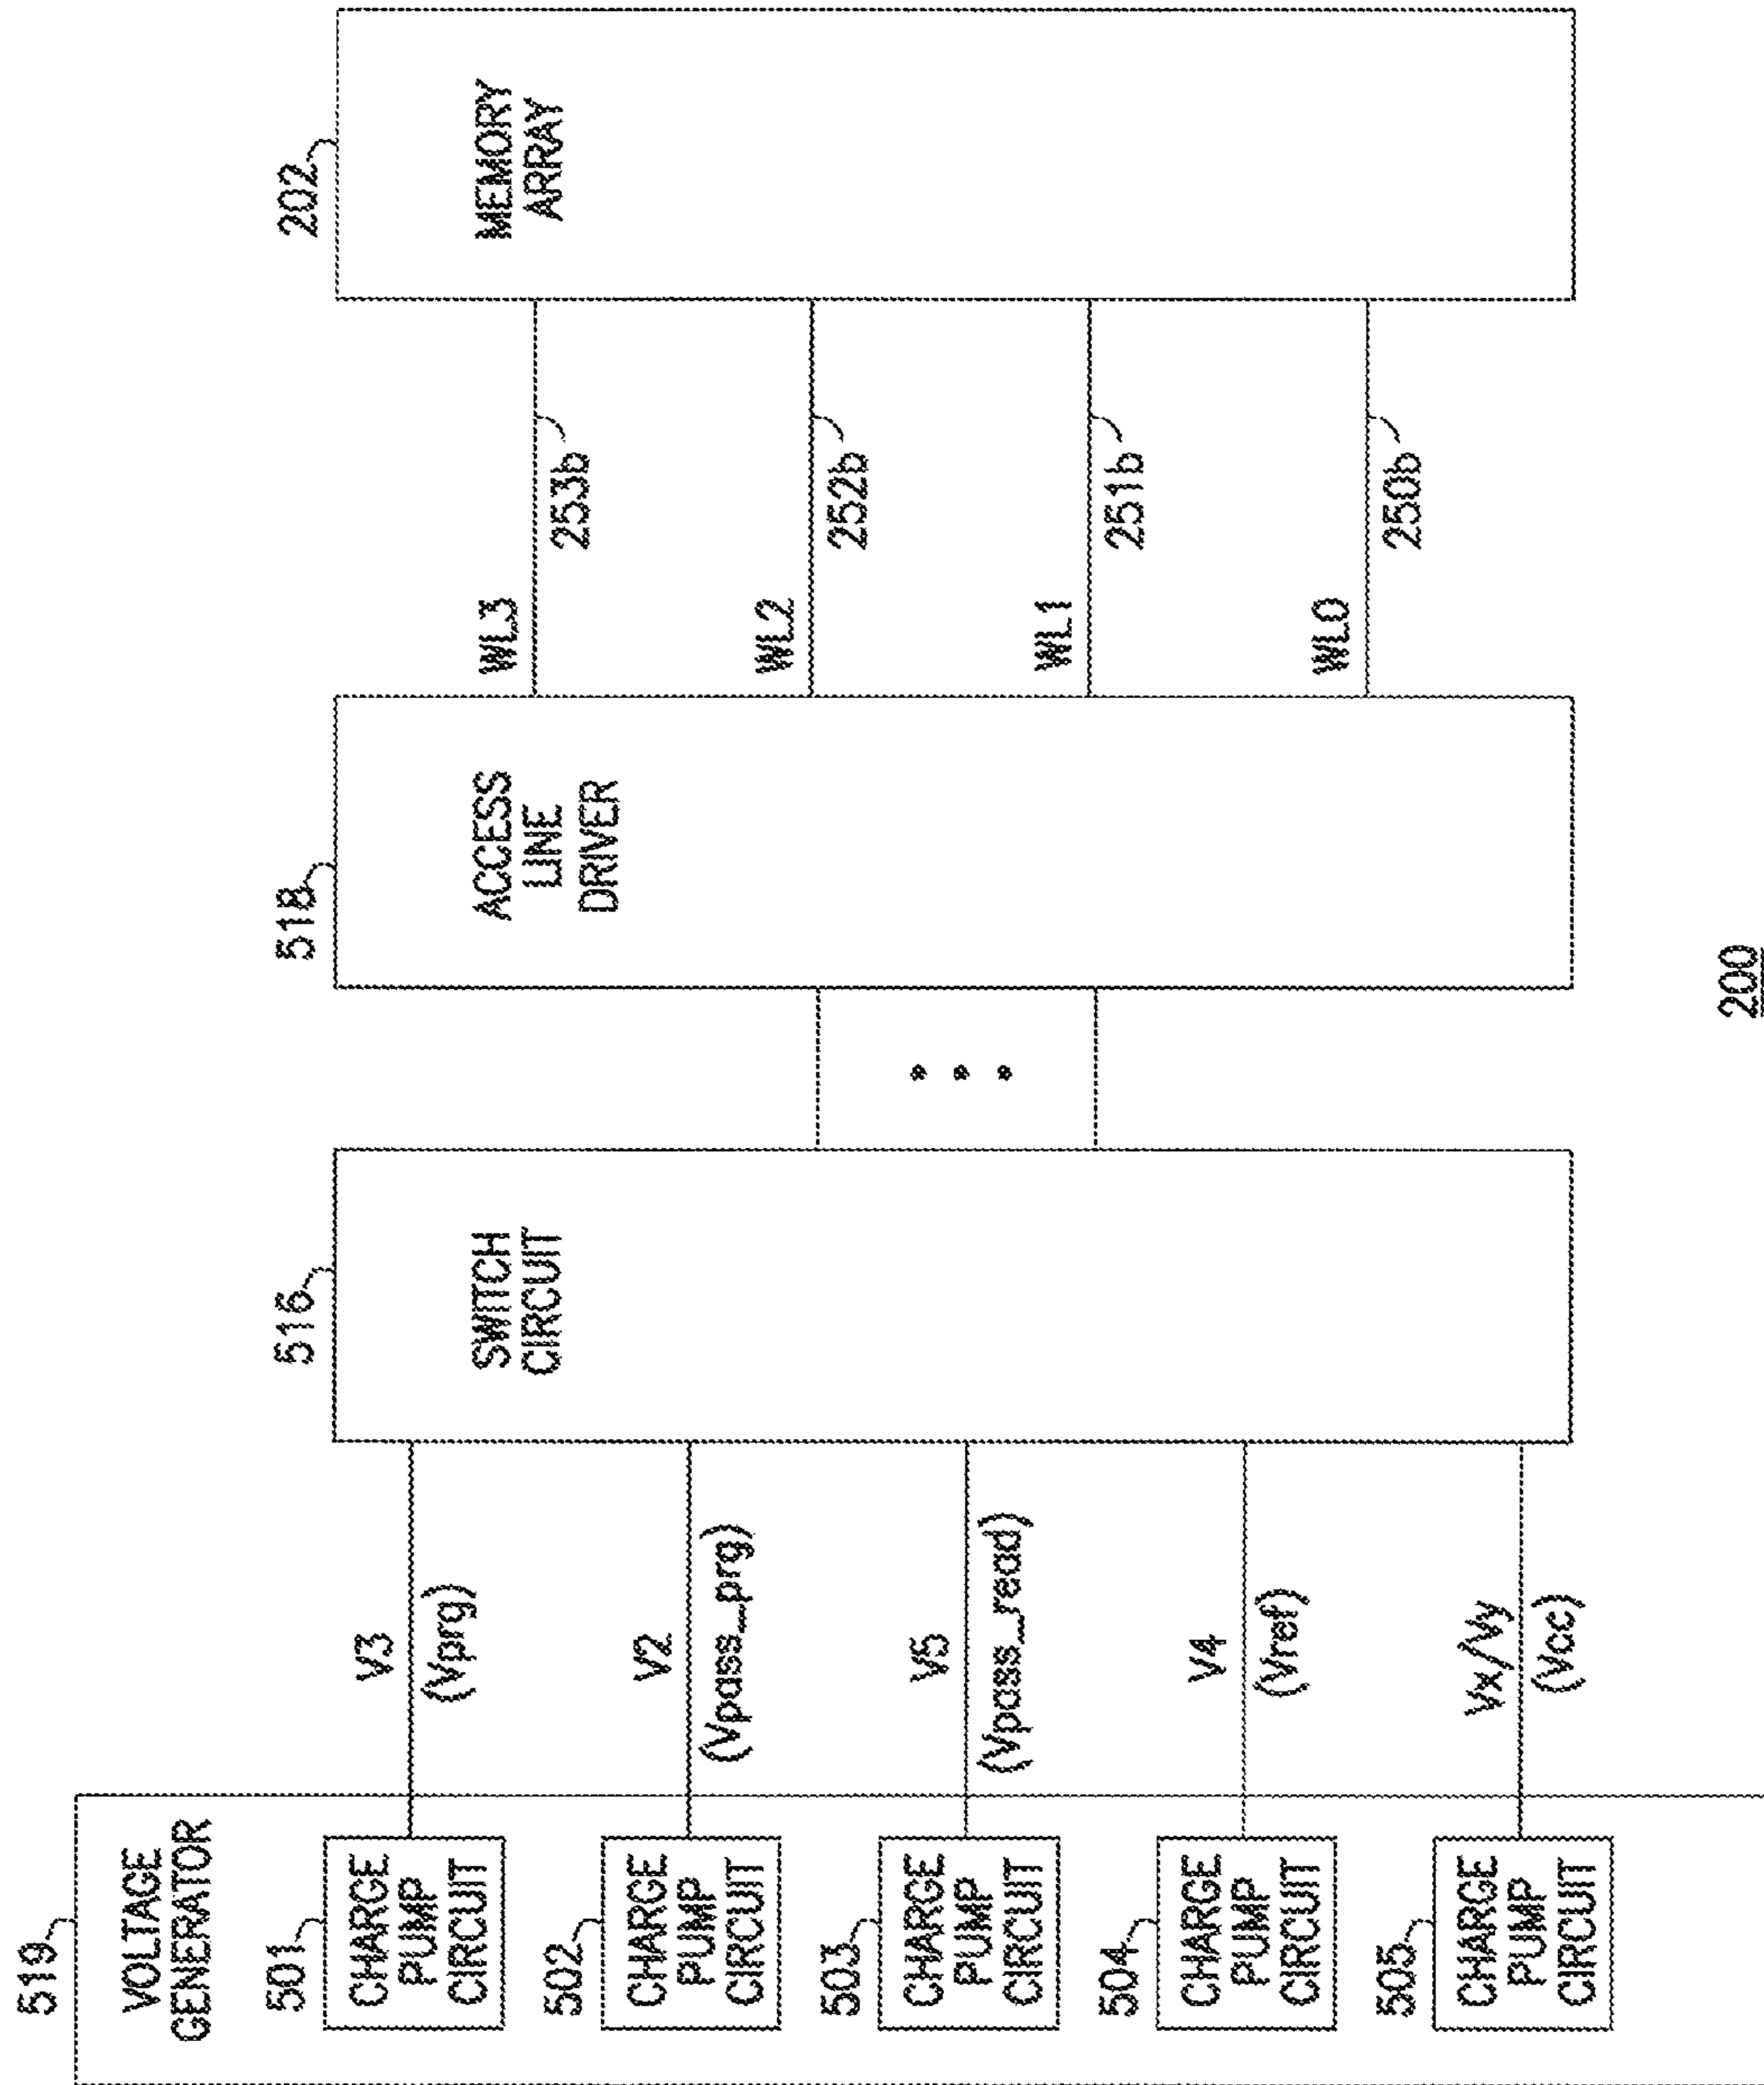 519
VOLTAGE
GENERATOR
501
CHARGE
PUMP
CIRCUIT
502
CHARGE
PUMP
CIRCUIT
503
CHARGE
PUMP
CIRCUIT
504
CHARGE
PUMP
CIRCUIT
505
CHARGE
PUMP
CIRCUIT
V3
(Vprg)
V2
(Vpass_prg)
V5
(Vpass_read)
V4
(Vref)
Vx/Vy
(Vcc)
516
SWITCH
CIRCUIT
518
ACCESS
LINE
DRIVER
WL3
253b
WL2
252b
WL1
251b
WL0
250b
202
MEMORY
ARRAY
200